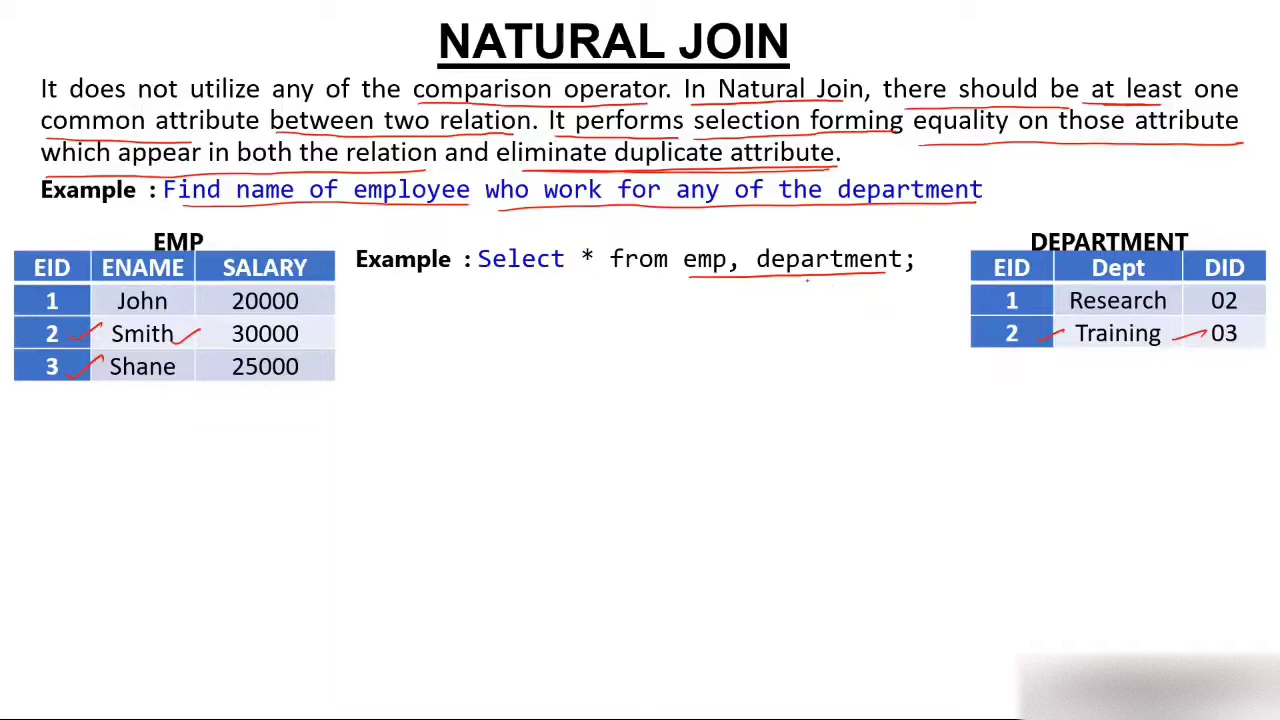 NATURAL JOIN
It does not utilize any of the comparison operator. In Natural Join, there should be at least one
common attribute between two relation. It performs selection forming equality on those attribute
which appear in both the relation and eliminate duplicate attribute.
Example : Find name of employee who work for any of the department
EMP
EID ENAME SALARY
1 John 20000
2 Smith 30000
3 Shane 25000
Example : Select * from emp, department;
DEPARTMENT
EID Dept DID
1 Research 02
2 Training 03